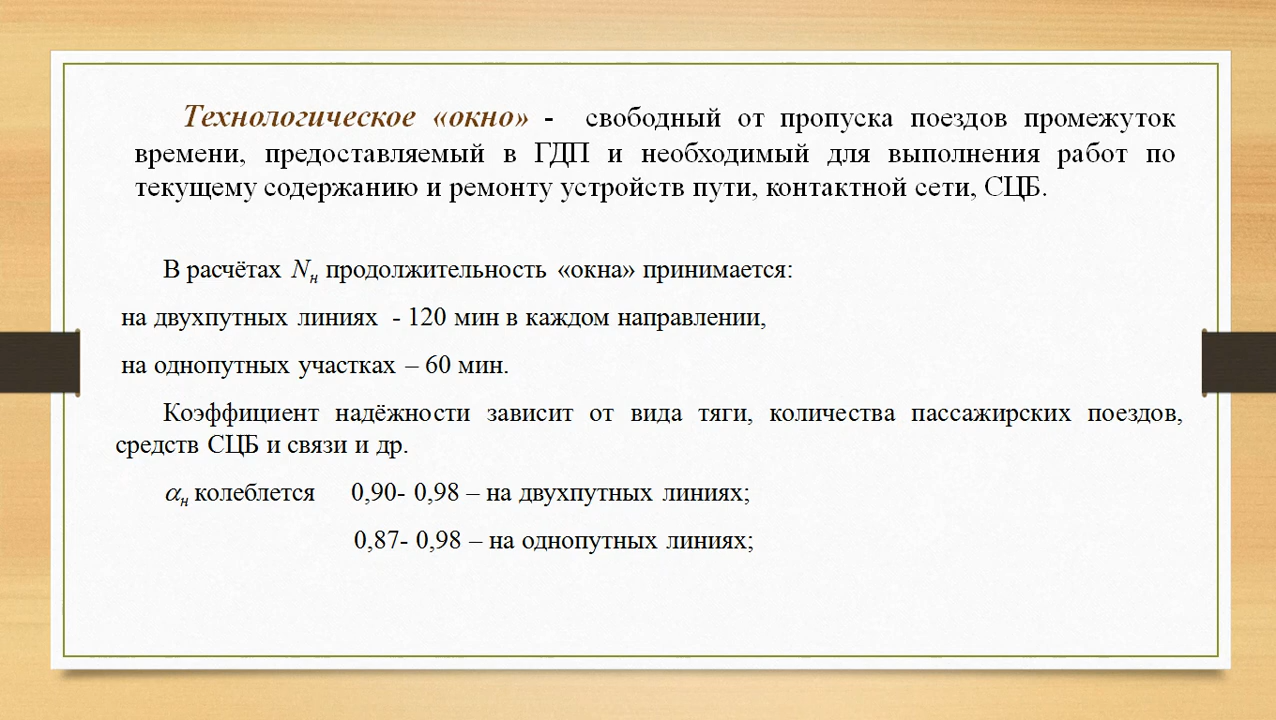 Технологическое «окно» - свободный от пропуска поездов промежуток
времени, предоставляемый в ГДП и необходимый для выполнения работ по
текущему содержанию и ремонту устройств пути, контактной сети, СЦБ.
В расчётах Nн продолжительность «окна» принимается:
на двухпутных линиях - 120 мин в каждом направлении,
на однопутных участках – 60 мин.
Коэффициент надёжности зависит от вида тяги, количества пассажирских поездов,
средств СЦБ и связи и др.
αн колеблется 0,90- 0,98 – на двухпутных линиях;
0,87- 0,98 – на однопутных линиях;